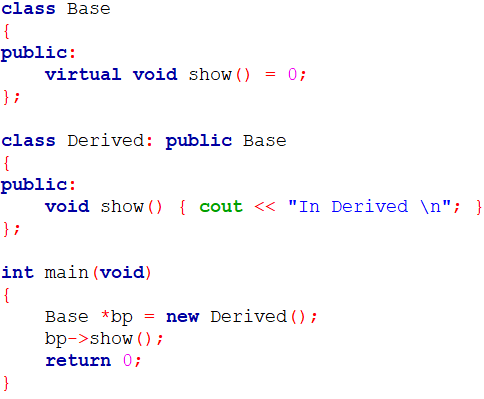 class Base
{
public:
    virtual void show() = 0;
};

class Derived: public Base
{
public:
    void show() { cout << "In Derived \n"; }
};

int main(void)
{
    Base *bp = new Derived();
    bp->show();
    return 0;
}